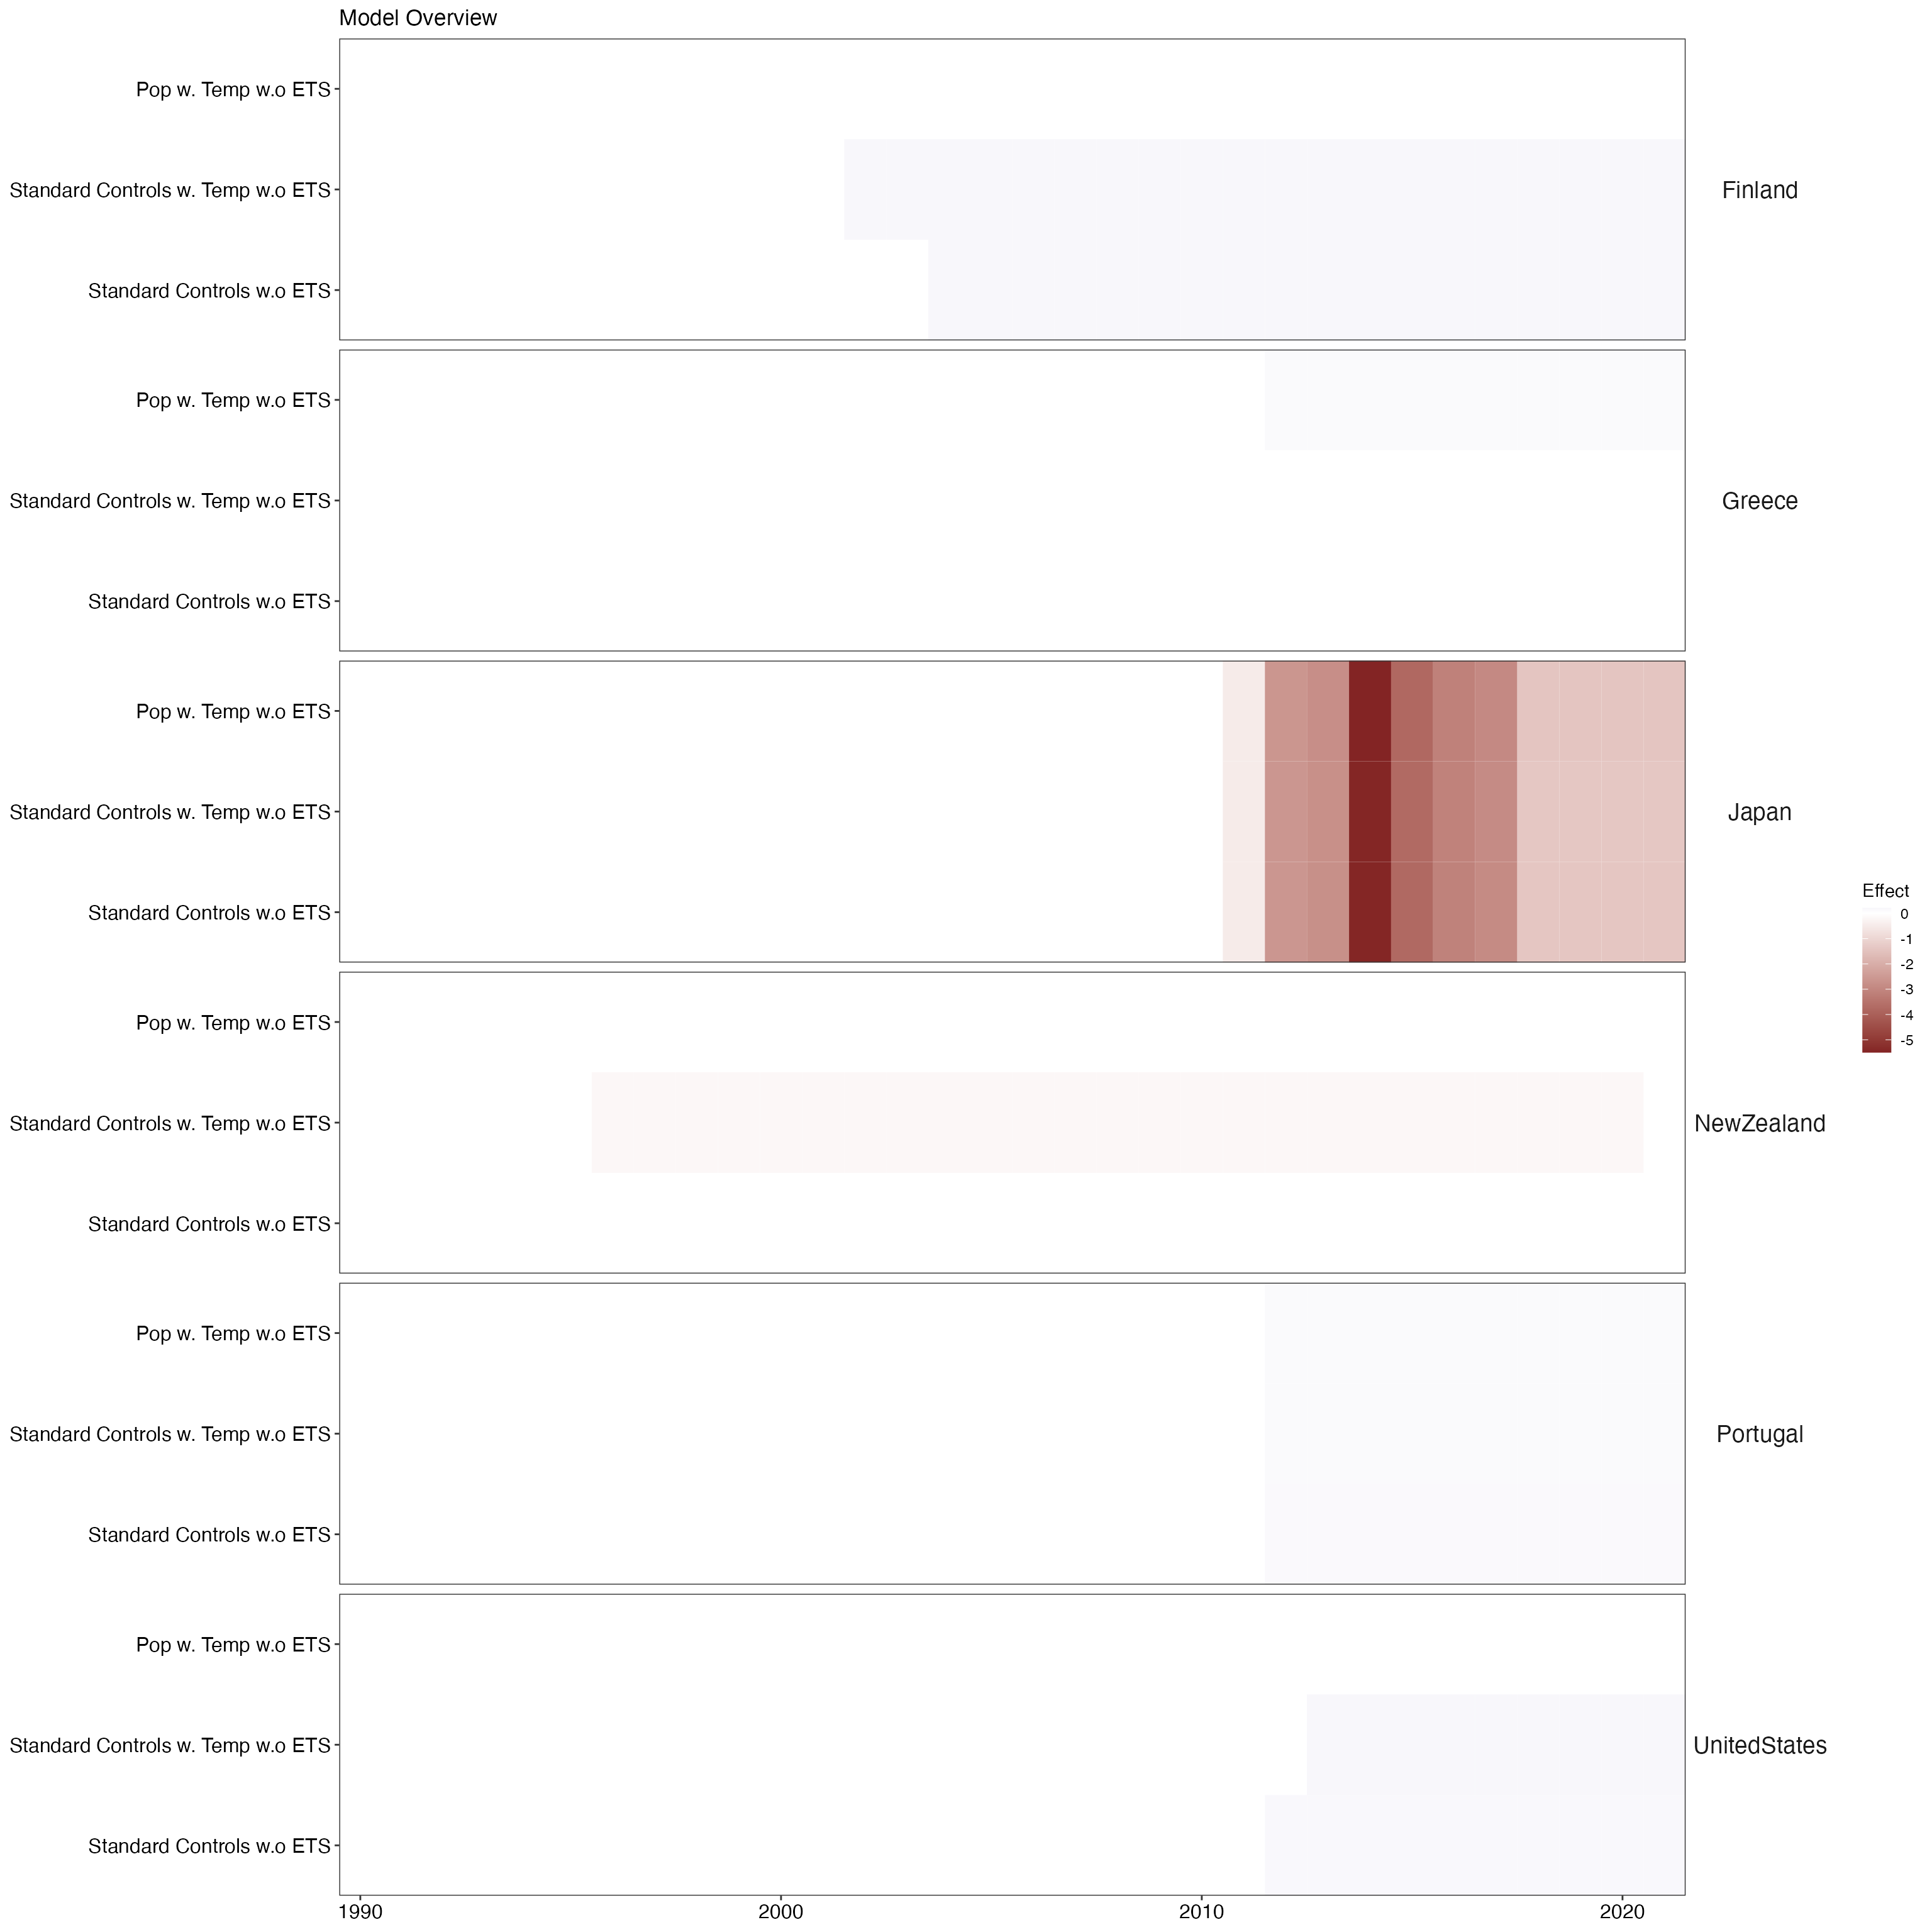 Model Overview
Pop w. Temp w.o ETS
Standard Controls w. Temp w.o ETS
Standard Controls w.o ETS
Finland
Pop w. Temp w.o ETS
Standard Controls w. Temp w.o ETS
Standard Controls w.o ETS
Greece
Pop w. Temp w.o ETS
Standard Controls w. Temp w.o ETS
Standard Controls w.o ETS
Japan
Pop w. Temp w.o ETS
Standard Controls w. Temp w.o ETS
Standard Controls w.o ETS
NewZealand
Pop w. Temp w.o ETS
Standard Controls w. Temp w.o ETS
Standard Controls w.o ETS
Portugal
Pop w. Temp w.o ETS
Standard Controls w. Temp w.o ETS
Standard Controls w.o ETS
UnitedStates
1990 2000 2010 2020
Effect
0
-1
-2
-3
-4
-5